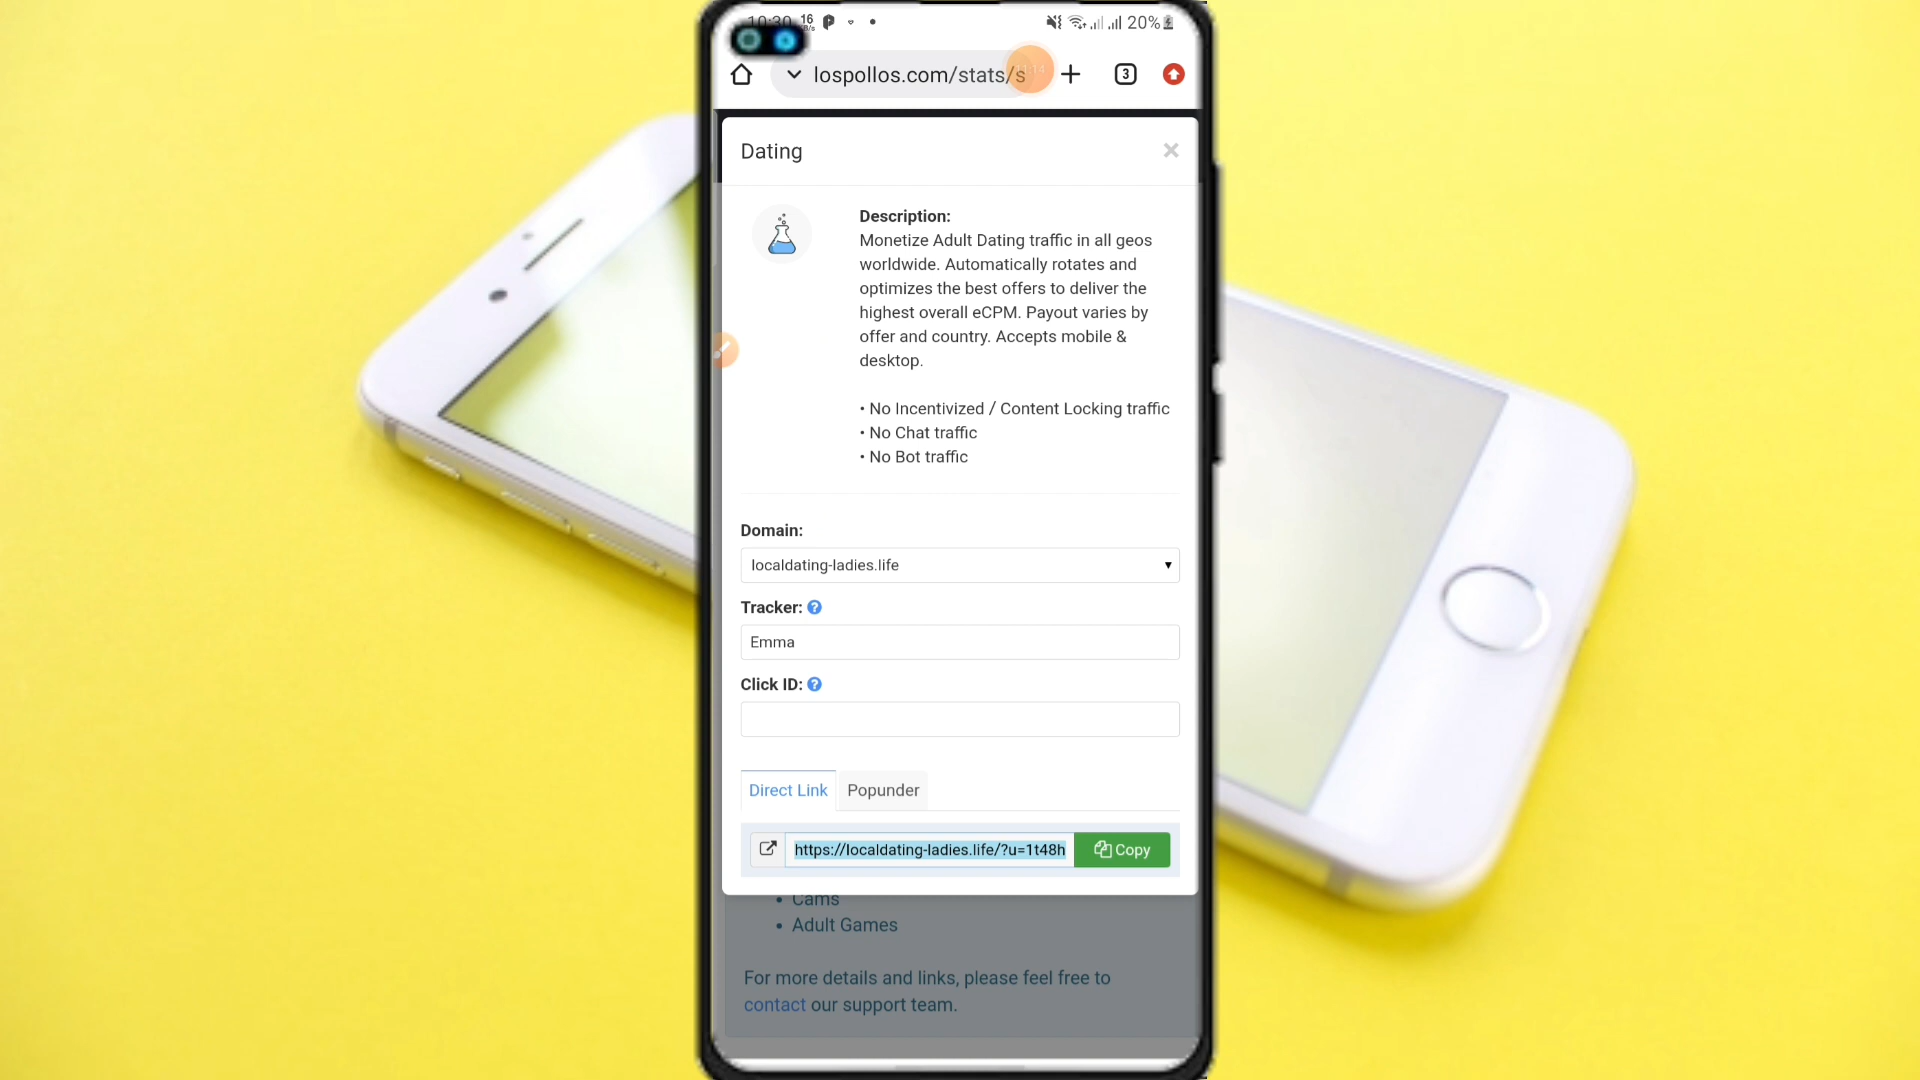 10:30 16 20%
lospollos.com/stats/s 3
Dating
Description:
Monetize Adult Dating traffic in all geos
worldwide. Automatically rotates and
optimizes the best offers to deliver the
highest overall eCPM. Payout varies by
offer and country. Accepts mobile &
desktop.
• No Incentivized / Content Locking traffic
• No Chat traffic
• No Bot traffic
Domain:
localdating-ladies.life
Tracker: ?
Emma
Click ID: ?
Direct Link Popunder
https://localdating-ladies.life/?u=1t48h Copy
• Cams
• Adult Games
For more details and links, please feel free to
contact our support team.